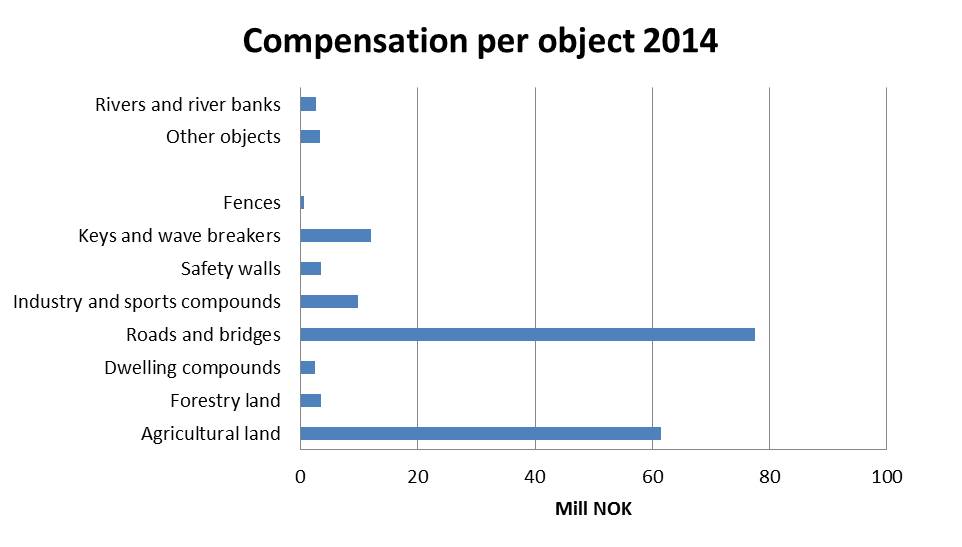 Compensation per object 2014
Rivers and river banks
Other objects
Fences
Keys and wave breakers
Safety walls
Industry and sports compounds
Roads and bridges
Dwelling compounds
Forestry land
Agricultural land
0 20 40 60 80 100
Mill NOK